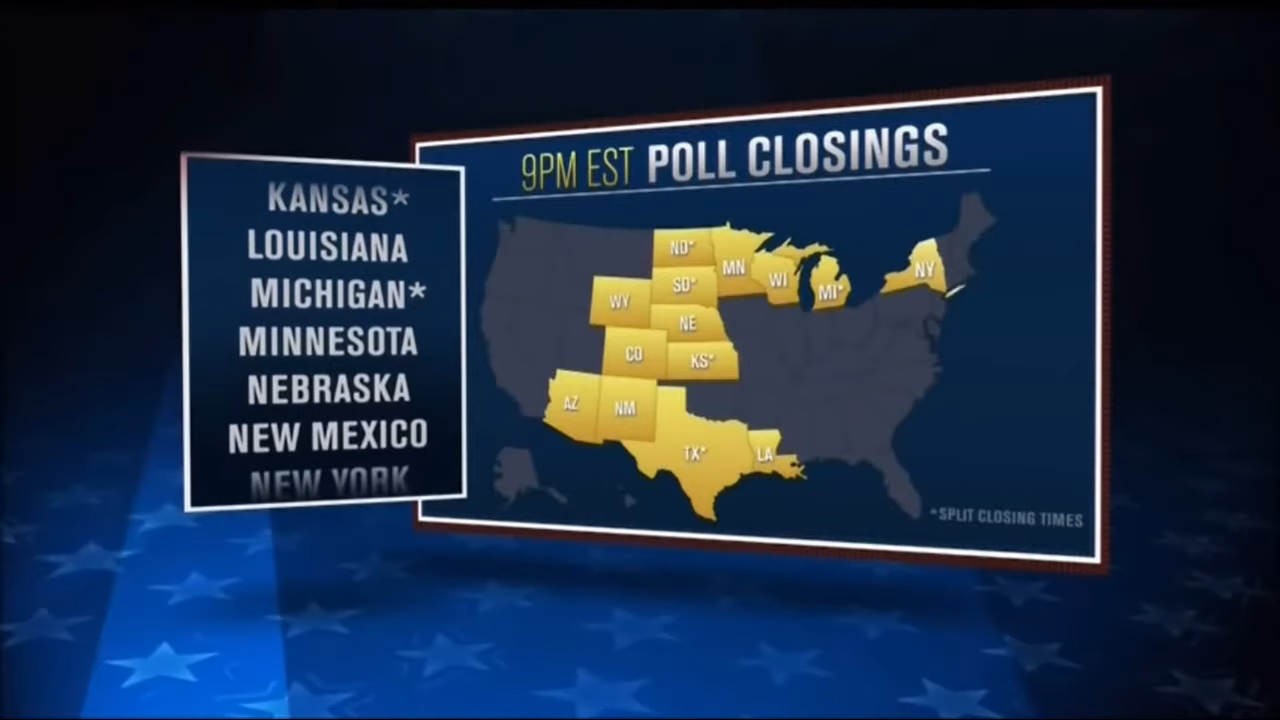 9PM EST POLL CLOSINGS
KANSAS*
LOUISIANA
MICHIGAN*
MINNESOTA
NEBRASKA
NEW MEXICO
NEW YORK
ND*
MN
SD*
WI
MI*
NY
WY
NE
CO
KS*
AZ
NM
TX*
LA
*SPLIT CLOSING TIMES